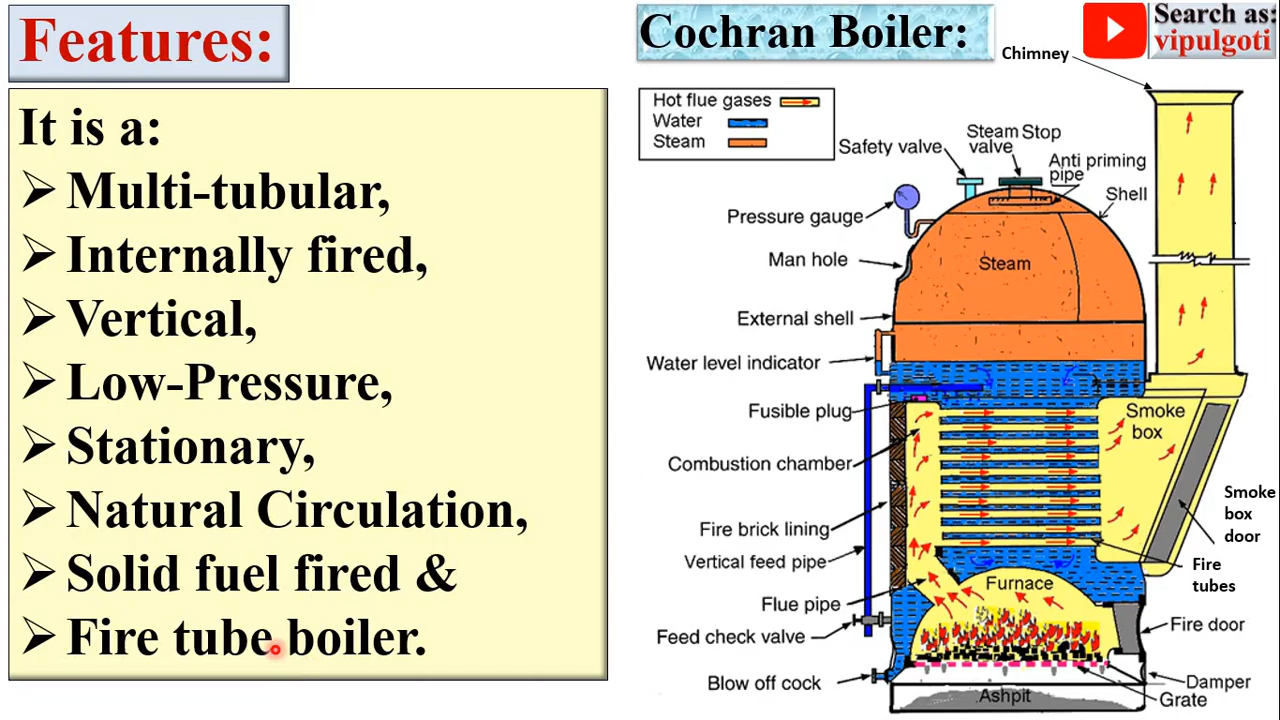 Features:
It is a:
➢ Multi-tubular,
➢ Internally fired,
➢ Vertical,
➢ Low-Pressure,
➢ Stationary,
➢ Natural Circulation,
➢ Solid fuel fired &
➢ Fire tube boiler.
Cochran Boiler:
Search as:
vipulgoti
Chimney
Hot flue gases
Water
Steam
Safety valve
Steam Stop
valve
Anti priming
pipe
Shell
Pressure gauge
Man hole
Steam
External shell
Water level indicator
Fusible plug
Smoke
box
Combustion chamber
Smoke
box
door
Fire brick lining
Vertical feed pipe
Fire
tubes
Furnace
Flue pipe
Feed check valve
Fire door
Blow off cock
Damper
Grate
Ashpit